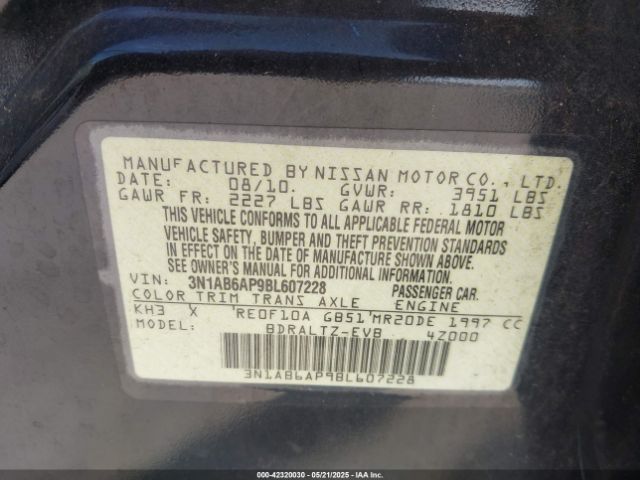 MANUFACTURED BY NISSAN MOTOR CO., LTD.
DATE: 08/10. GVWR: 3951 LBS
GAWR FR: 2227 LBS GAWR RR: 1810 LBS
THIS VEHICLE CONFORMS TO ALL APPLICABLE FEDERAL MOTOR
VEHICLE SAFETY, BUMPER AND THEFT PREVENTION STANDARDS
IN EFFECT ON THE DATE OF MANUFACTURE SHOWN ABOVE.
SEE OWNER'S MANUAL FOR ADDITIONAL INFORMATION.
VIN: 3N1AB6AP9BL607228 PASSENGER CAR.
COLOR TRIM TRANS AXLE ENGINE
KH3 X 'RE0F10A GB51'MR20DE 1997 CC
MODEL: BDRALTZ-EVB 4Z000
3N1AB6AP9BL607228
00-42320030 - 05/21/2025 - IAA Inc.